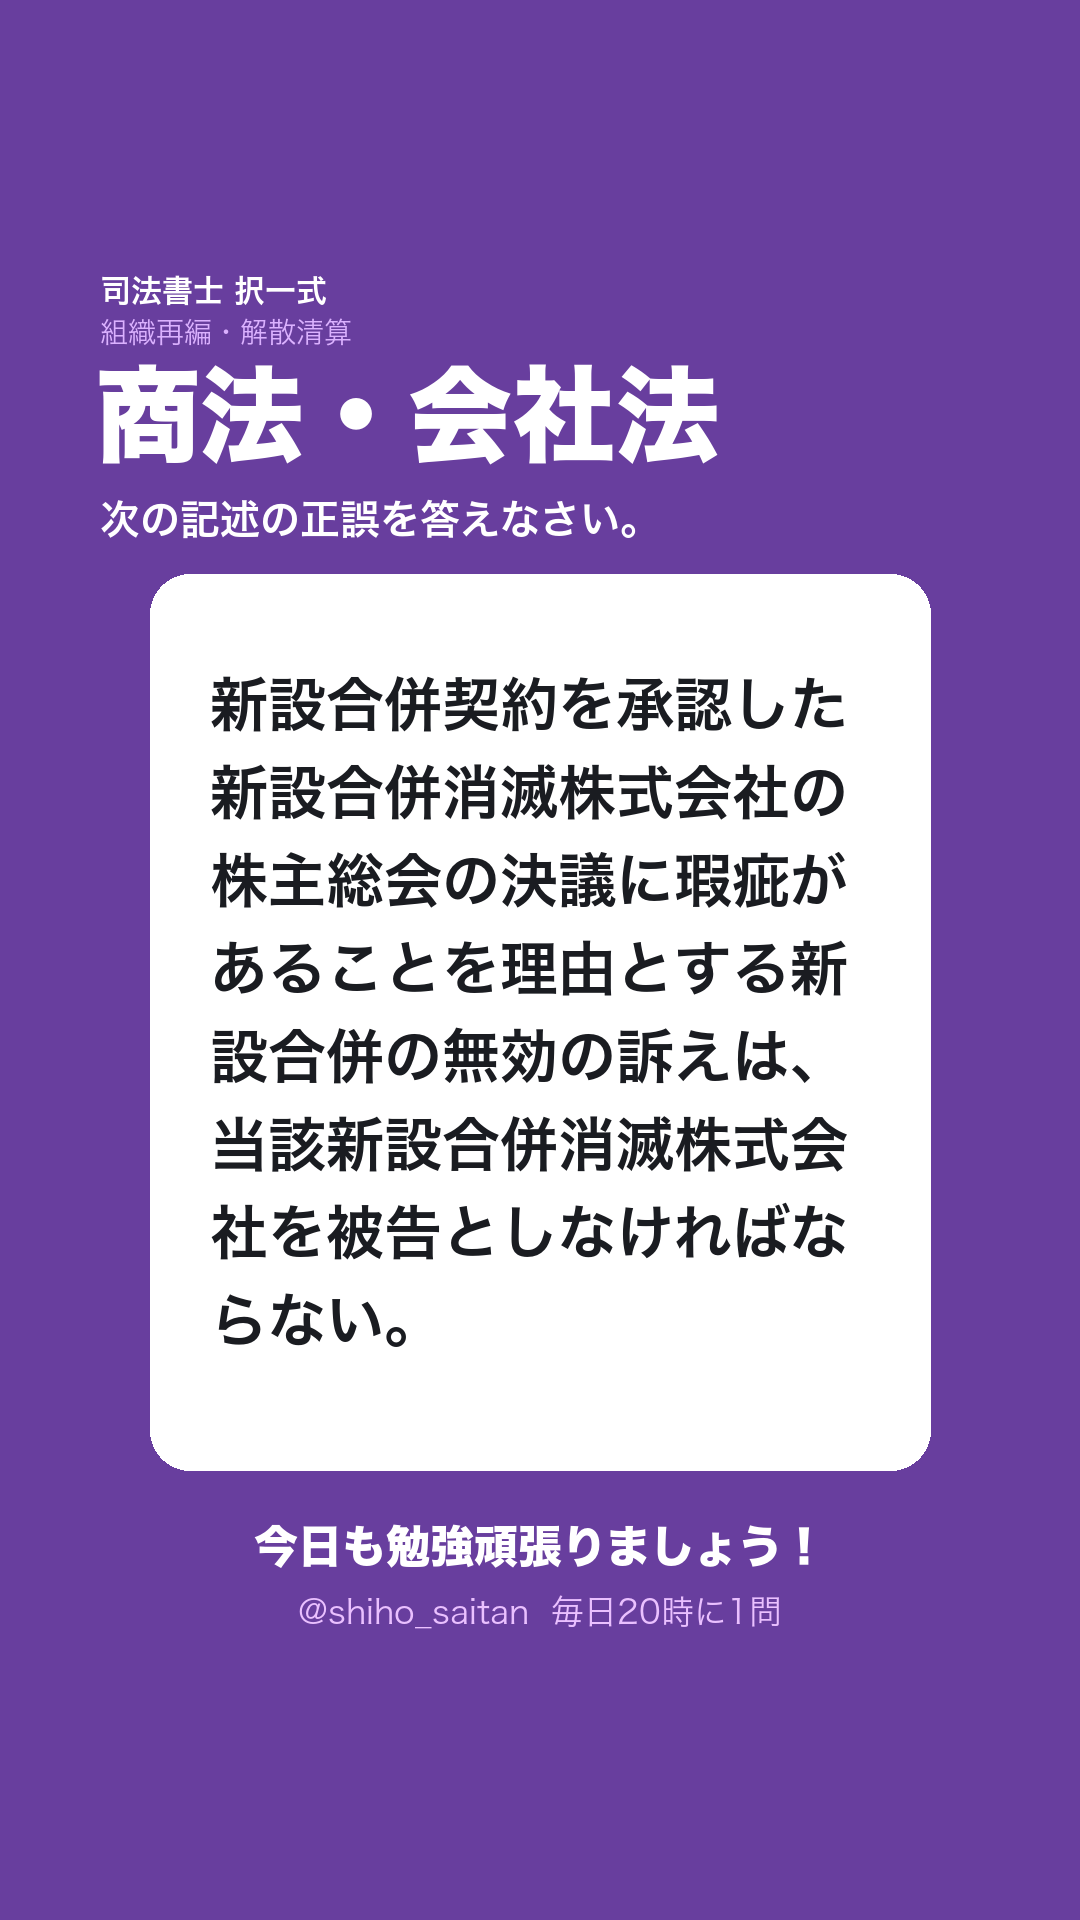 司法書士 択一式
組織再編・解散清算
商法・会社法
次の記述の正誤を答えなさい。
新設合併契約を承認した
新設合併消滅株式会社の
株主総会の決議に瑕疵が
あることを理由とする新
設合併の無効の訴えは、
当該新設合併消滅株式会
社を被告としなければな
らない。
今日も勉強頑張りましょう！
@shiho_saitan 毎日20時に1問